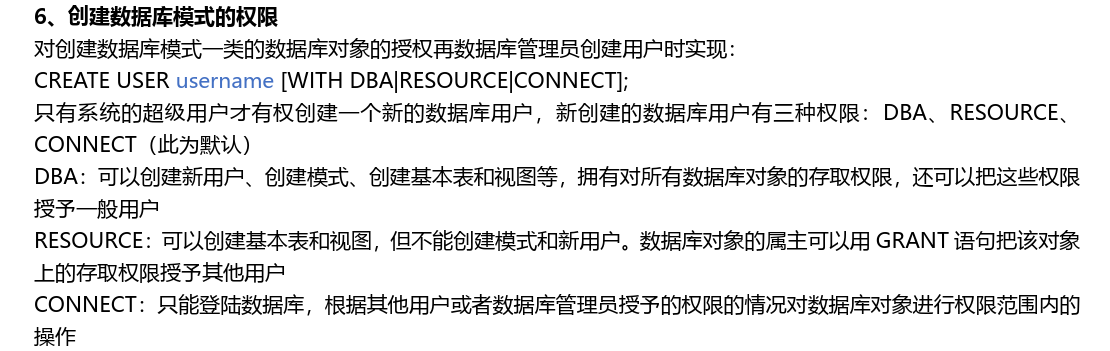 6、创建数据库模式的权限
对创建数据库模式一类的数据库对象的授权再数据库管理员创建用户时实现：
CREATE USER username [WITH DBA|RESOURCE|CONNECT];
只有系统的超级用户才有权创建一个新的数据库用户，新创建的数据库用户有三种权限：DBA、RESOURCE、
CONNECT（此为默认）
DBA：可以创建新用户、创建模式、创建基本表和视图等，拥有对所有数据库对象的存取权限，还可以把这些权限
授予一般用户
RESOURCE：可以创建基本表和视图，但不能创建模式和新用户。数据库对象的属主可以用 GRANT 语句把该对象
上的存取权限授予其他用户
CONNECT：只能登陆数据库，根据其他用户或者数据库管理员授予的权限的情况对数据库对象进行权限范围内的
操作